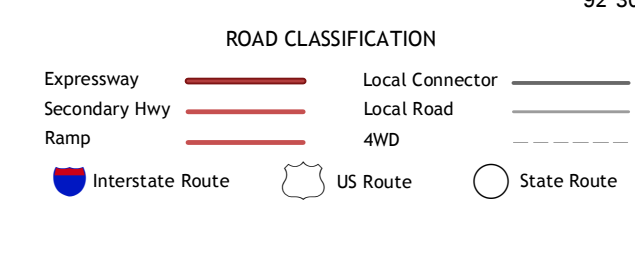 ROAD CLASSIFICATION
Expressway Local Connector
Secondary Hwy Local Road
Ramp 4WD
Interstate Route US Route State Route